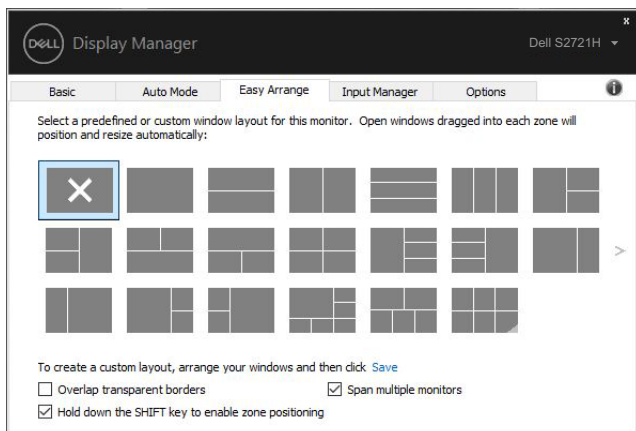 x
DELL Display Manager Dell S2721H
Basic Auto Mode Easy Arrange Input Manager Options i
Select a predefined or custom window layout for this monitor. Open windows dragged into each zone will
position and resize automatically:
>
To create a custom layout, arrange your windows and then click Save
Overlap transparent borders Span multiple monitors
Hold down the SHIFT key to enable zone positioning